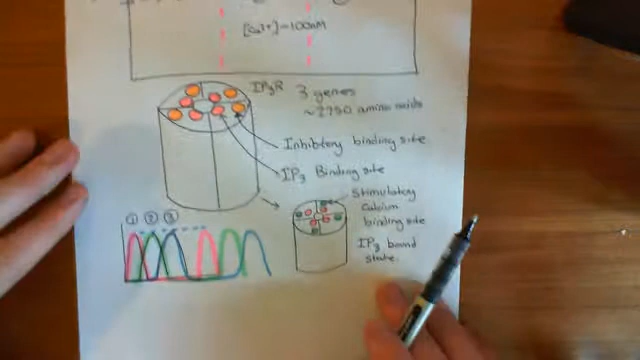 [Ca²⁺]~100nM
IP₃R 3 genes
~2750 amino acids
Inhibitory binding site
IP₃ Binding site
Stimulatory
Calcium
binding site
IP₃ bound
state.
① ② ③